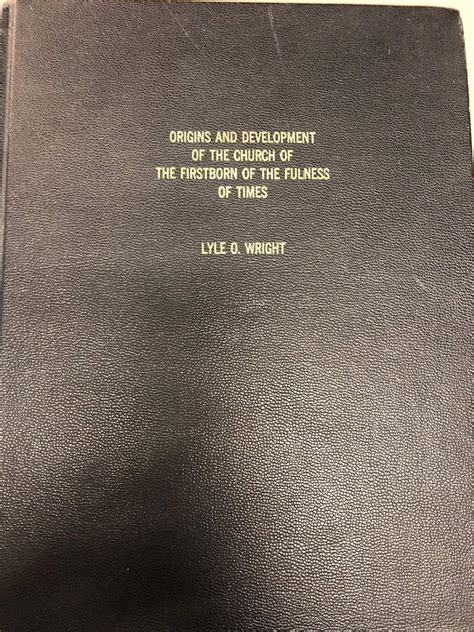 ORIGINS AND DEVELOPMENT
OF THE CHURCH OF
THE FIRSTBORN OF THE FULNESS
OF TIMES
LYLE O. WRIGHT